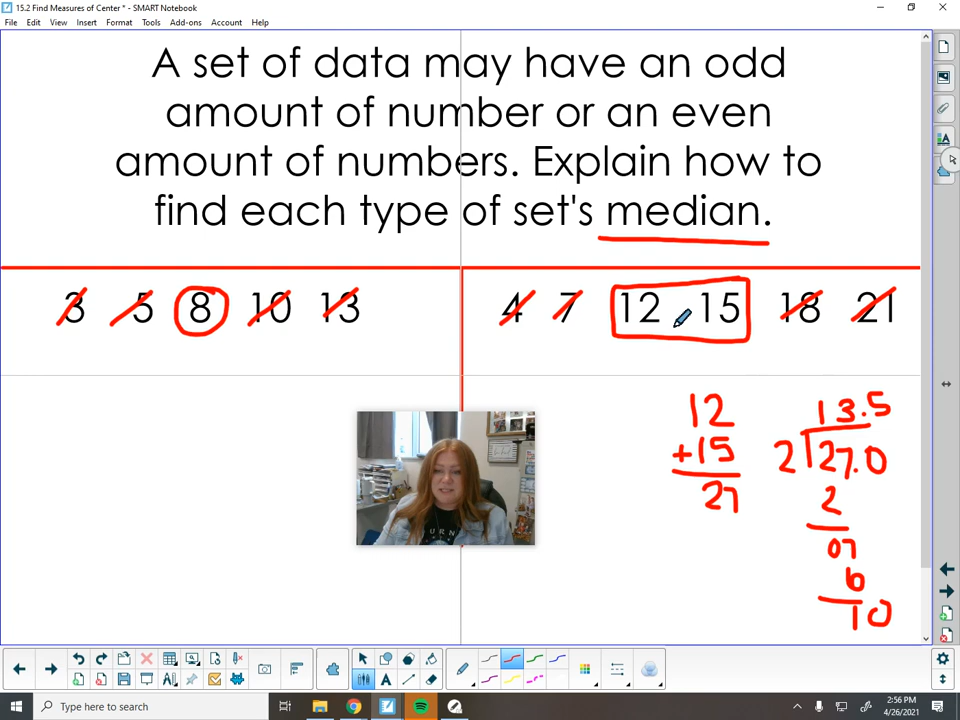 15.2 Find Measures of Center * - SMART Notebook
File Edit View Insert Format Tools Add-ons Account Help
A set of data may have an odd
amount of number or an even
amount of numbers. Explain how to
find each type of set's median.
3 5 8 10 13
4 7 12 15 18 21
12
+15
27
13.5
2 27.0
2
07
6
10
Type here to search
2:56 PM
4/26/2021